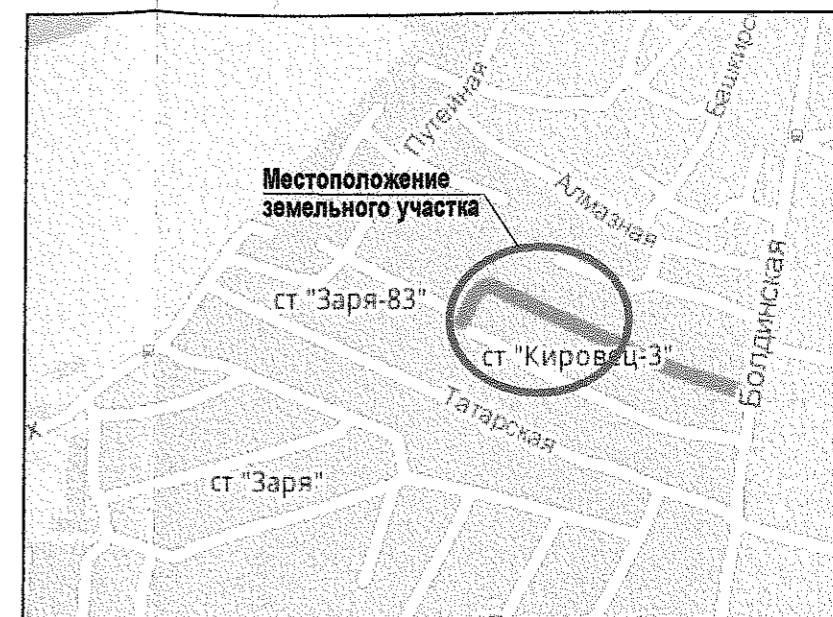 Башкирс
Путейная
Местоположение
земельного участка
Алмазная
Болдинская
ст "Заря-83"
ст "Кировец-3"
Татарская
ст "Заря"